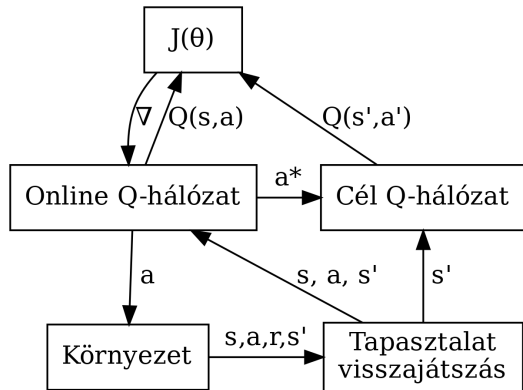 J(θ)
∇
Q(s,a)
Q(s',a')
Online Q-hálózat
a*
Cél Q-hálózat
a
s, a, s'
s'
Környezet
s,a,r,s'
Tapasztalat
visszajátszás